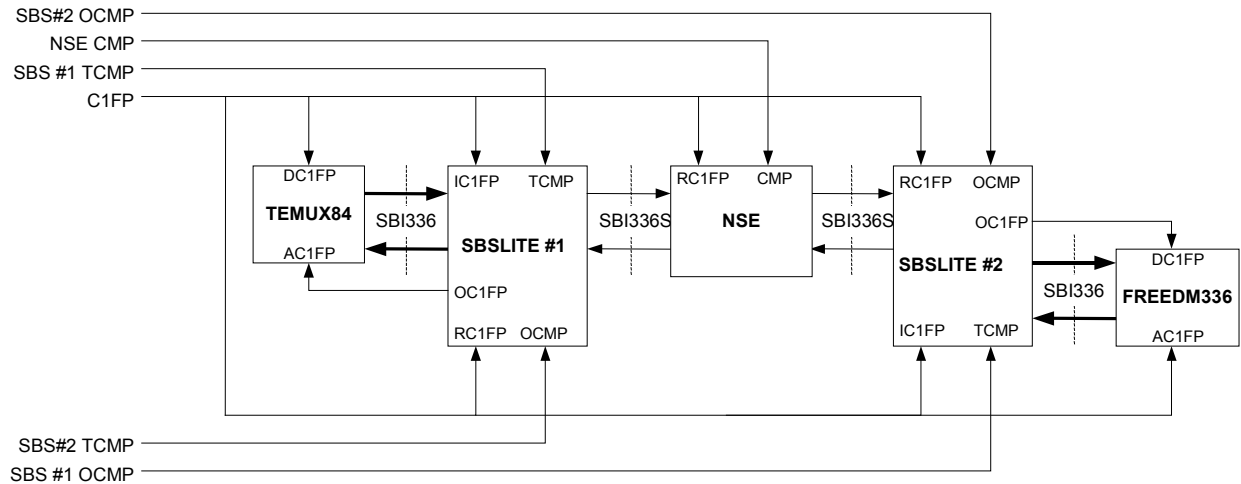 SBS#2 OCMP
NSE CMP
SBS #1 TCMP
C1FP
DC1FP
TEMUX84
AC1FP
SBI336
IC1FP TCMP
SBSLITE #1
OC1FP
RC1FP OCMP
SBI336S
RC1FP CMP
NSE
SBI336S
RC1FP OCMP
OC1FP
SBSLITE #2
IC1FP TCMP
SBI336
DC1FP
FREEDM336
AC1FP
SBS#2 TCMP
SBS #1 OCMP